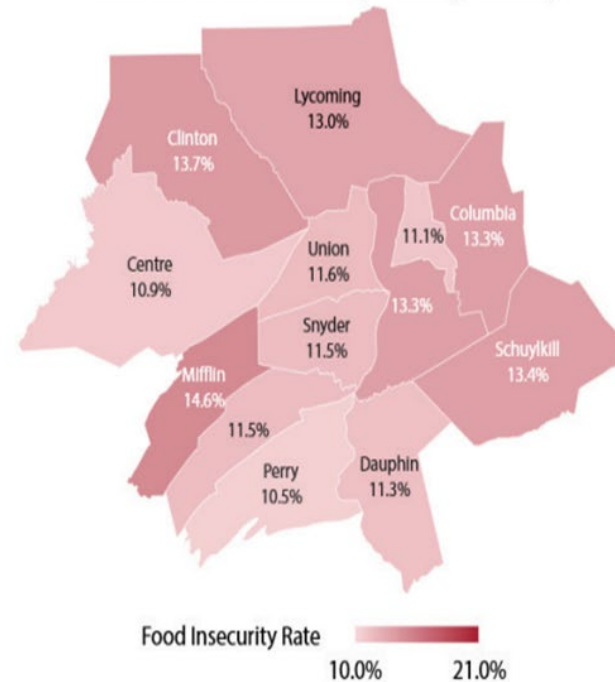 Lycoming
13.0%
Clinton
13.7%
Columbia
13.3%
11.1%
Union
11.6%
Centre
10.9%
13.3%
Snyder
11.5%
Schuylkill
13.4%
Mifflin
14.6%
11.5%
Perry
10.5%
Dauphin
11.3%
Food Insecurity Rate
10.0% 21.0%